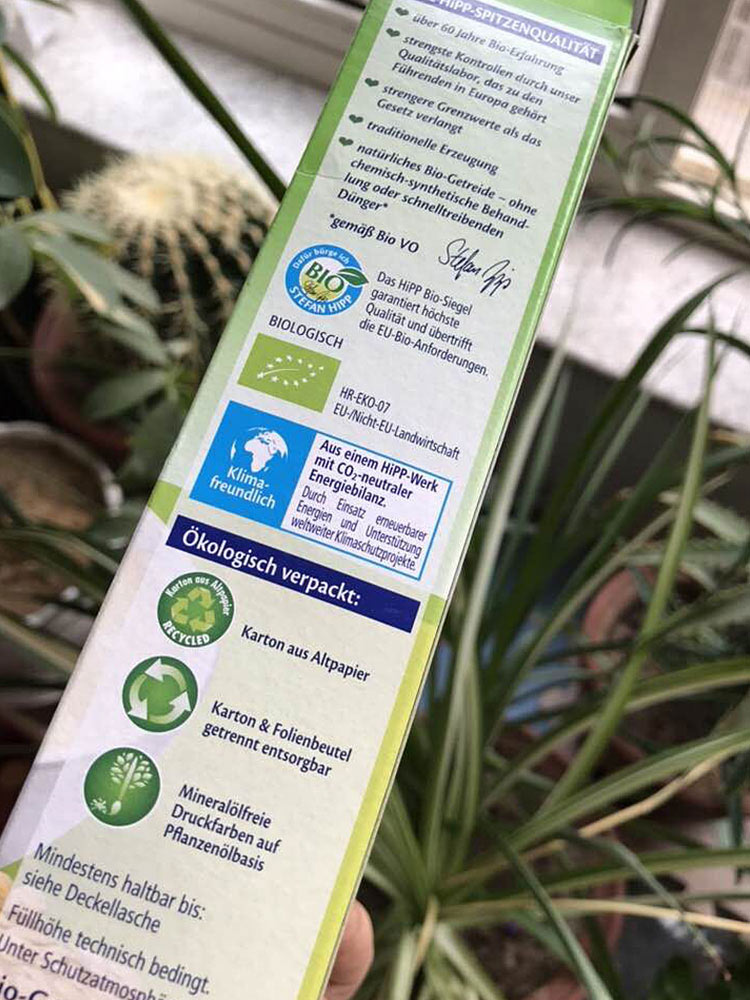 HiPP-SPITZENQUALITÄT
über 60 Jahre Bio-Erfahrung
strengste Kontrollen durch unser
Qualitätslabor, das zu den
Führenden in Europa gehört
strengere Grenzwerte als das
Gesetz verlangt
traditionelle Erzeugung
natürliches Bio-Getreide – ohne
chemisch-synthetische Behand-
lung oder schnelltreibenden
Dünger*
*gemäß Bio VO
Stefan Hipp
Dafür bürge ich
BIO
STEFAN HIPP
Das HiPP Bio-Siegel
garantiert höchste
Qualität und übertrifft
die EU-Bio-Anforderungen.
BIOLOGISCH
HR-EKO-07
EU-/Nicht-EU-Landwirtschaft
Klima-
freundlich
Aus einem HiPP-Werk
mit CO₂-neutraler
Energiebilanz.
Durch Einsatz erneuerbarer
Energien und Unterstützung
weltweiter Klimaschutzprojekte.
Ökologisch verpackt:
Karton aus Altpapier
RECYCLED
Karton aus Altpapier
Karton & Folienbeutel
getrennt entsorgbar
Mineralölfreie
Druckfarben auf
Pflanzenölbasis
Mindestens haltbar bis:
siehe Deckellasche
Füllhöhe technisch bedingt.
Unter